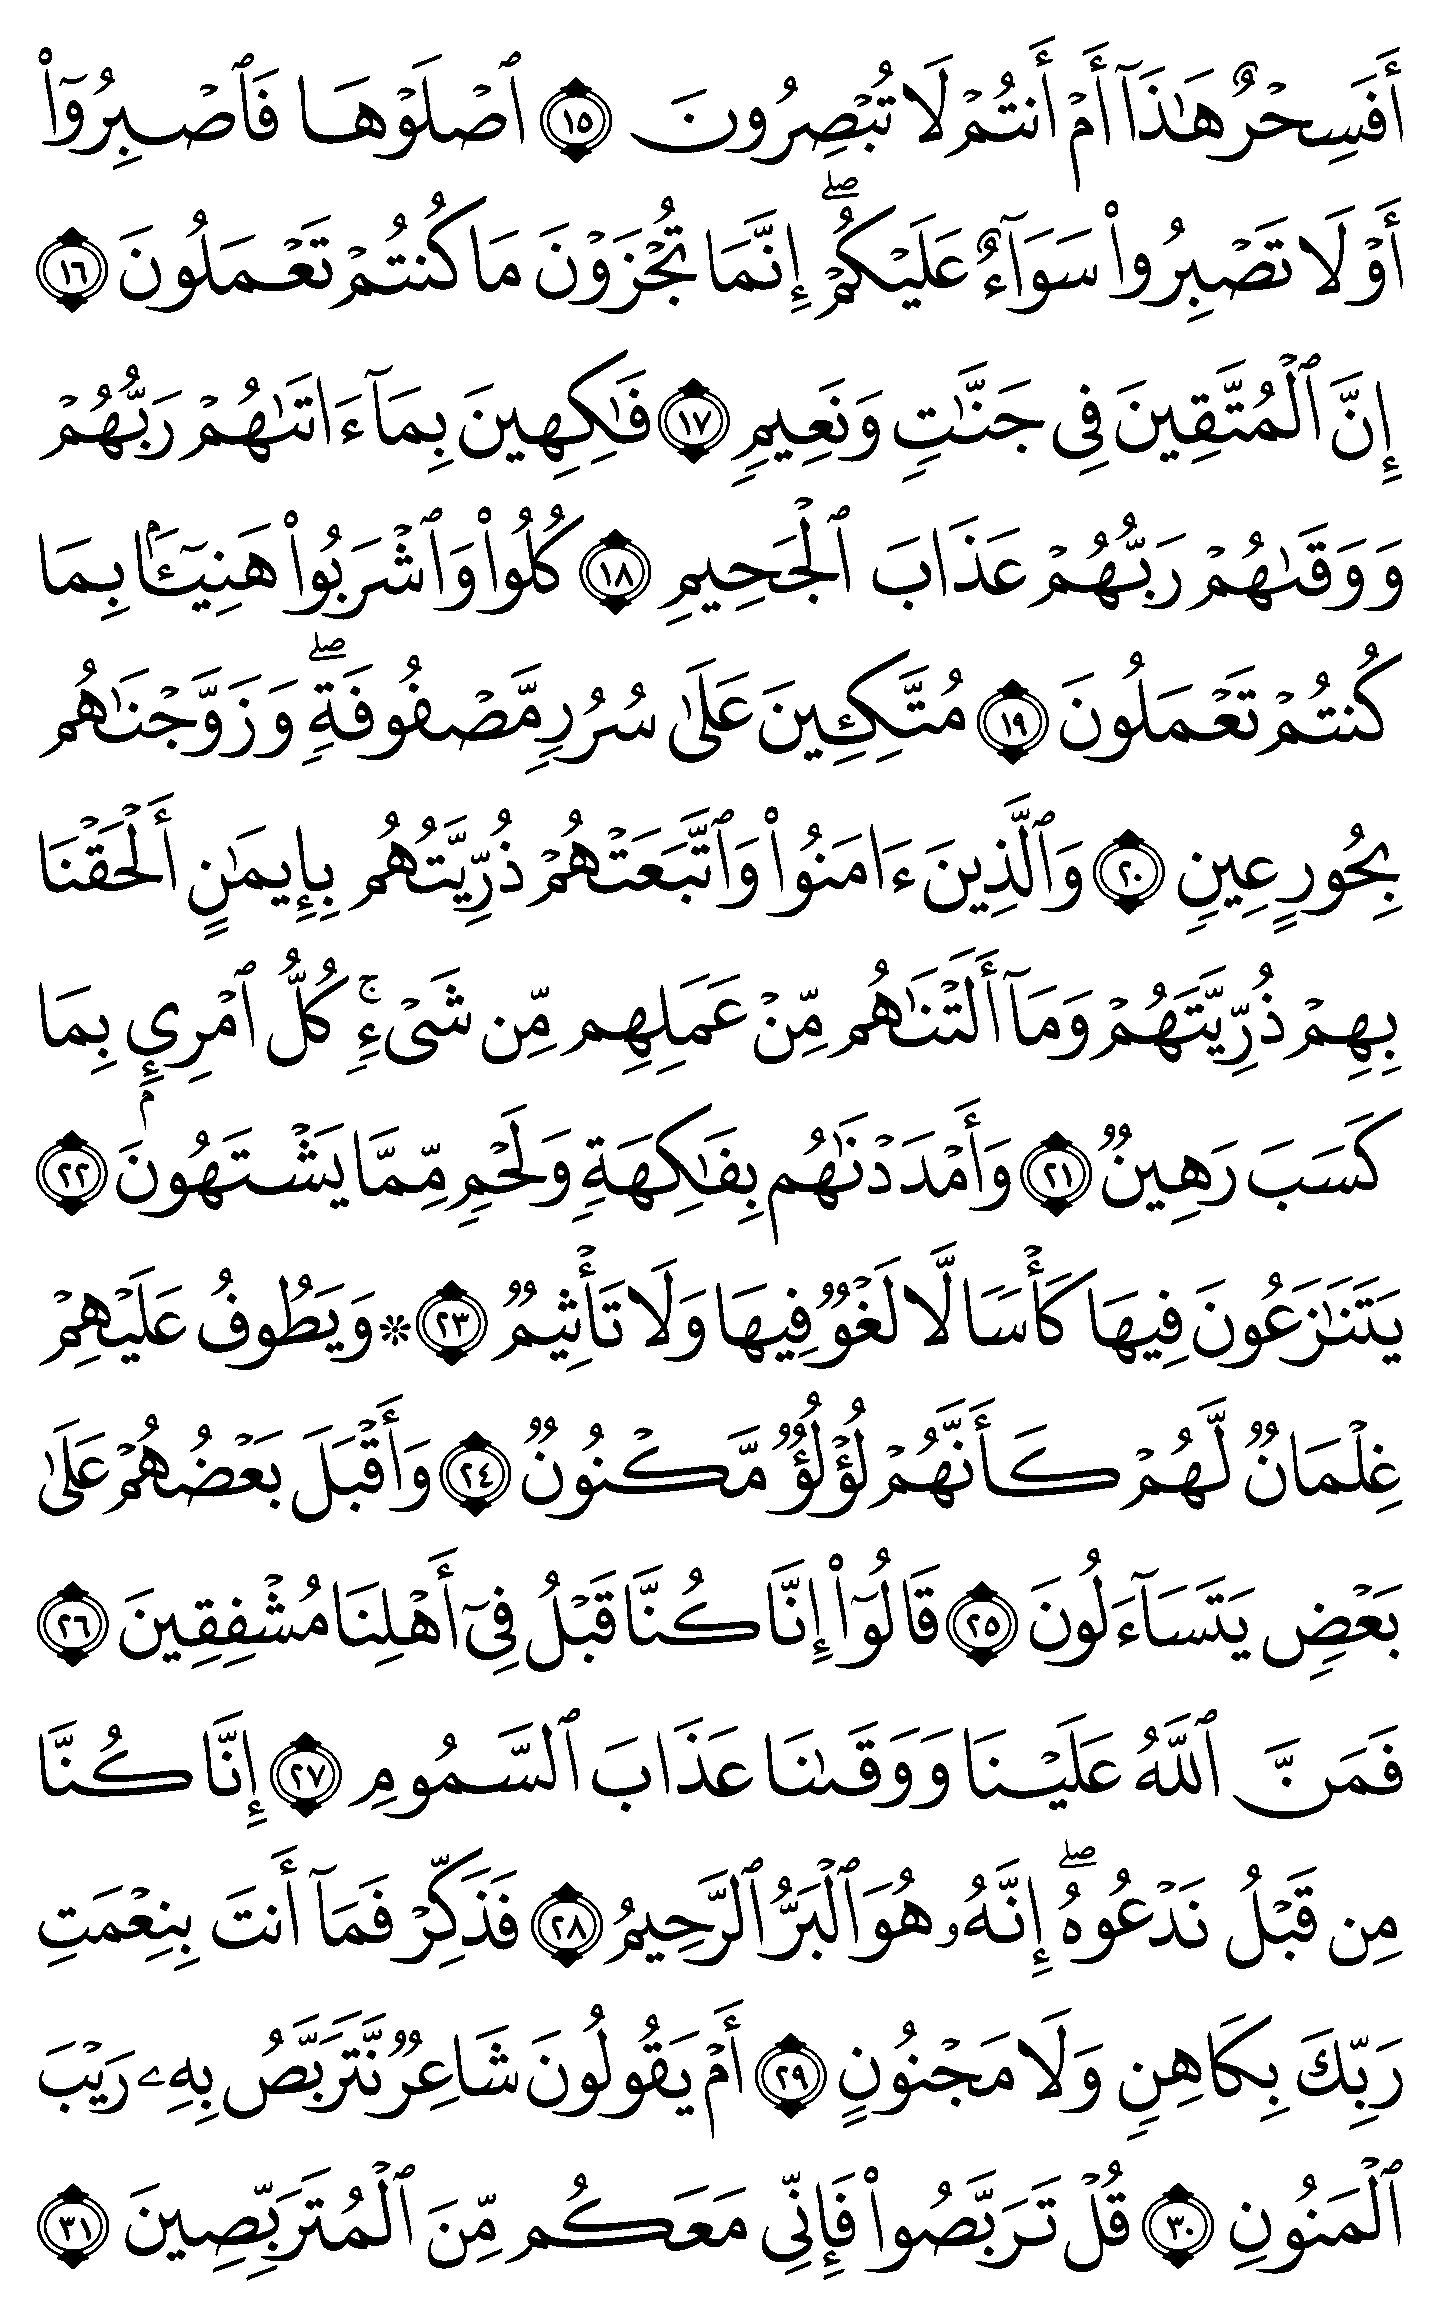 أَفَسِحْرٌ هَٰذَآ أَمْ أَنتُمْ لَا تُبْصِرُونَ ١٥ ٱصْلَوْهَا فَٱصْبِرُوٓا۟
أَوْ لَا تَصْبِرُوا۟ سَوَآءٌ عَلَيْكُمْ ۖ إِنَّمَا تُجْزَوْنَ مَا كُنتُمْ تَعْمَلُونَ ١٦
إِنَّ ٱلْمُتَّقِينَ فِى جَنَّٰتٍ وَنَعِيمٍ ١٧ فَٰكِهِينَ بِمَآ ءَاتَىٰهُمْ رَبُّهُمْ
وَوَقَىٰهُمْ رَبُّهُمْ عَذَابَ ٱلْجَحِيمِ ١٨ كُلُوا۟ وَٱشْرَبُوا۟ هَنِيٓـًٔۢا بِمَا
كُنتُمْ تَعْمَلُونَ ١٩ مُتَّكِـِٔينَ عَلَىٰ سُرُرٍ مَّصْفُوفَةٍ ۖ وَزَوَّجْنَٰهُم
بِحُورٍ عِينٍ ٢٠ وَٱلَّذِينَ ءَامَنُوا۟ وَٱتَّبَعَتْهُمْ ذُرِّيَّتُهُم بِإِيمَٰنٍ أَلْحَقْنَا
بِهِمْ ذُرِّيَّتَهُمْ وَمَآ أَلَتْنَٰهُم مِّنْ عَمَلِهِم مِّن شَىْءٍ ۚ كُلُّ ٱمْرِئٍۭ بِمَا
كَسَبَ رَهِينٌ ٢١ وَأَمْدَدْنَٰهُم بِفَٰكِهَةٍ وَلَحْمٍ مِّمَّا يَشْتَهُونَ ٢٢
يَتَنَٰزَعُونَ فِيهَا كَأْسًا لَّا لَغْوٌ فِيهَا وَلَا تَأْثِيمٌ ٢٣ ۞ وَيَطُوفُ عَلَيْهِمْ
غِلْمَانٌ لَّهُمْ كَأَنَّهُمْ لُؤْلُؤٌ مَّكْنُونٌ ٢٤ وَأَقْبَلَ بَعْضُهُمْ عَلَىٰ
بَعْضٍ يَتَسَآءَلُونَ ٢٥ قَالُوٓا۟ إِنَّا كُنَّا قَبْلُ فِىٓ أَهْلِنَا مُشْفِقِينَ ٢٦
فَمَنَّ ٱللَّهُ عَلَيْنَا وَوَقَىٰنَا عَذَابَ ٱلسَّمُومِ ٢٧ إِنَّا كُنَّا
مِن قَبْلُ نَدْعُوهُ ۖ إِنَّهُۥ هُوَ ٱلْبَرُّ ٱلرَّحِيمُ ٢٨ فَذَكِّرْ فَمَآ أَنتَ بِنِعْمَتِ
رَبِّكَ بِكَاهِنٍ وَلَا مَجْنُونٍ ٢٩ أَمْ يَقُولُونَ شَاعِرٌ نَّتَرَبَّصُ بِهِۦ رَيْبَ
ٱلْمَنُونِ ٣٠ قُلْ تَرَبَّصُوا۟ فَإِنِّى مَعَكُم مِّنَ ٱلْمُتَرَبِّصِينَ ٣١